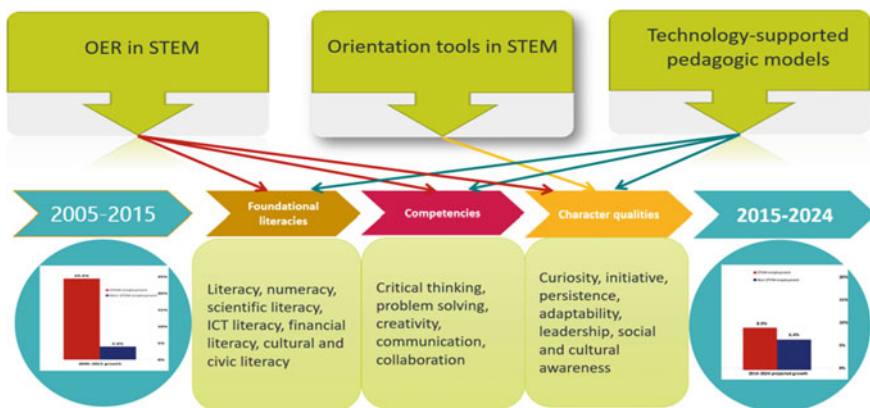 OER in STEM
Orientation tools in STEM
Technology-supported
pedagogic models
2005-2015
Foundational
literacies
Competencies
Character qualities
2015-2024
Literacy, numeracy,
scientific literacy,
ICT literacy, financial
literacy, cultural and
civic literacy
Critical thinking,
problem solving,
creativity,
communication,
collaboration
Curiosity, initiative,
persistence,
adaptability,
leadership, social
and cultural
awareness